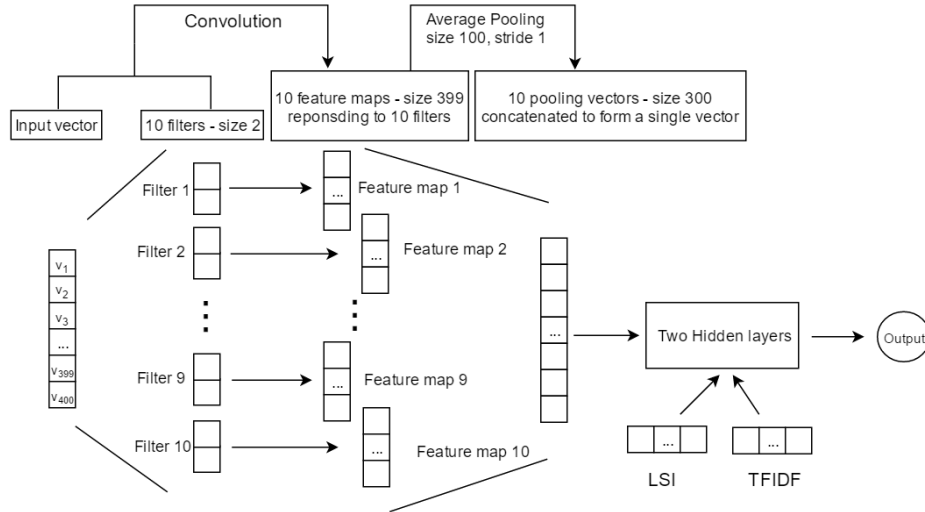 Convolution
Average Pooling
size 100, stride 1
Input vector
10 filters - size 2
10 feature maps - size 399
reponsding to 10 filters
10 pooling vectors - size 300
concatenated to form a single vector
Filter 1
...
Feature map 1
Filter 2
...
Feature map 2
v1
v2
v3
...
v399
v400
...
Two Hidden layers
Output
Filter 9
...
Feature map 9
Filter 10
...
Feature map 10
...
LSI
...
TFIDF